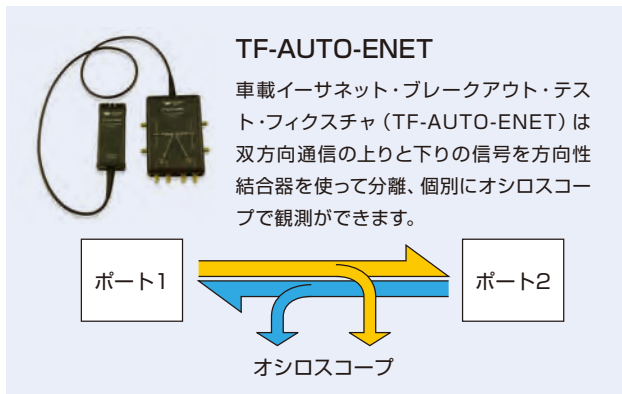 TF-AUTO-ENET
車載イーサネット・ブレークアウト・テス
ト・フィクスチャ（TF-AUTO-ENET）は
双方向通信の上りと下りの信号を方向性
結合器を使って分離、個別にオシロスコー
プで観測ができます。
ポート1
ポート2
オシロスコープ